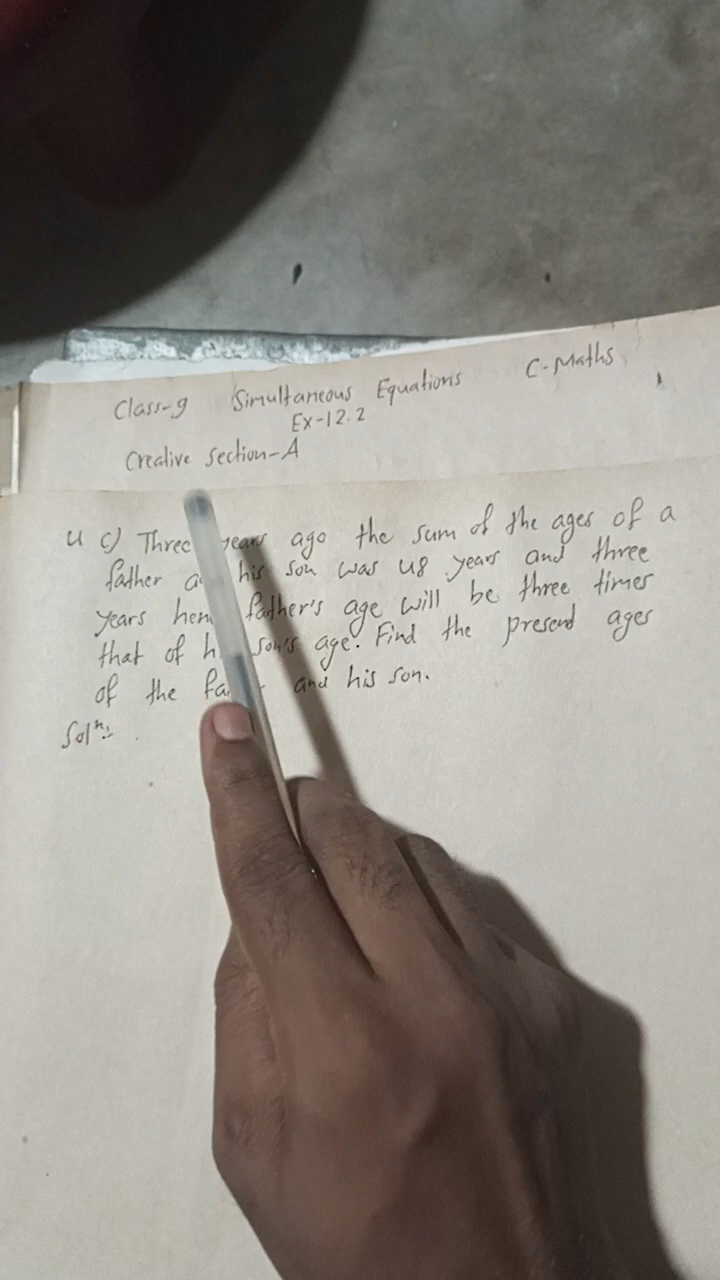 Class-9 Simultaneous Equations C-Maths
Ex-12.2
Creative section-A
4 c) Three years ago the sum of the ages of a
father his son was 48 years and three
years father's age will be three times
that of son's age. Find the present ages
of the and his son.
Solⁿ: